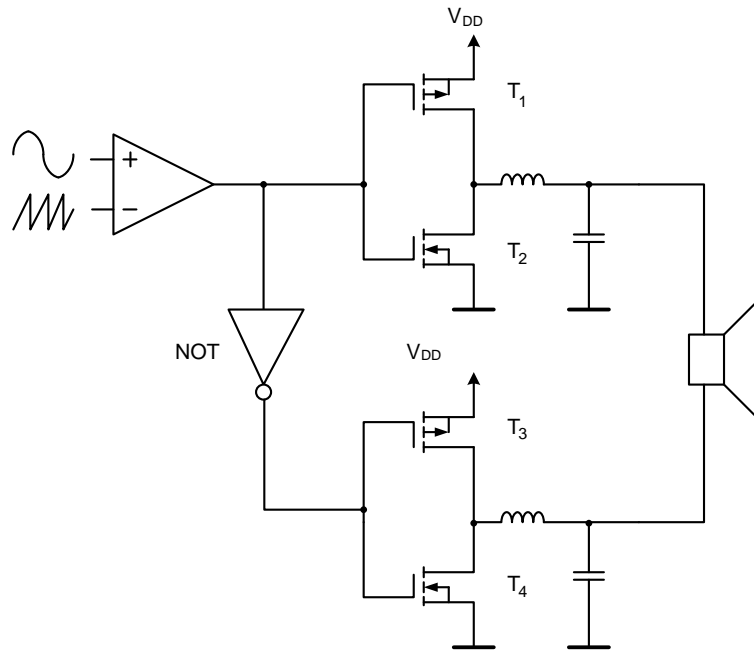 V_DD
T_1
+
−
T_2
NOT
V_DD
T_3
T_4